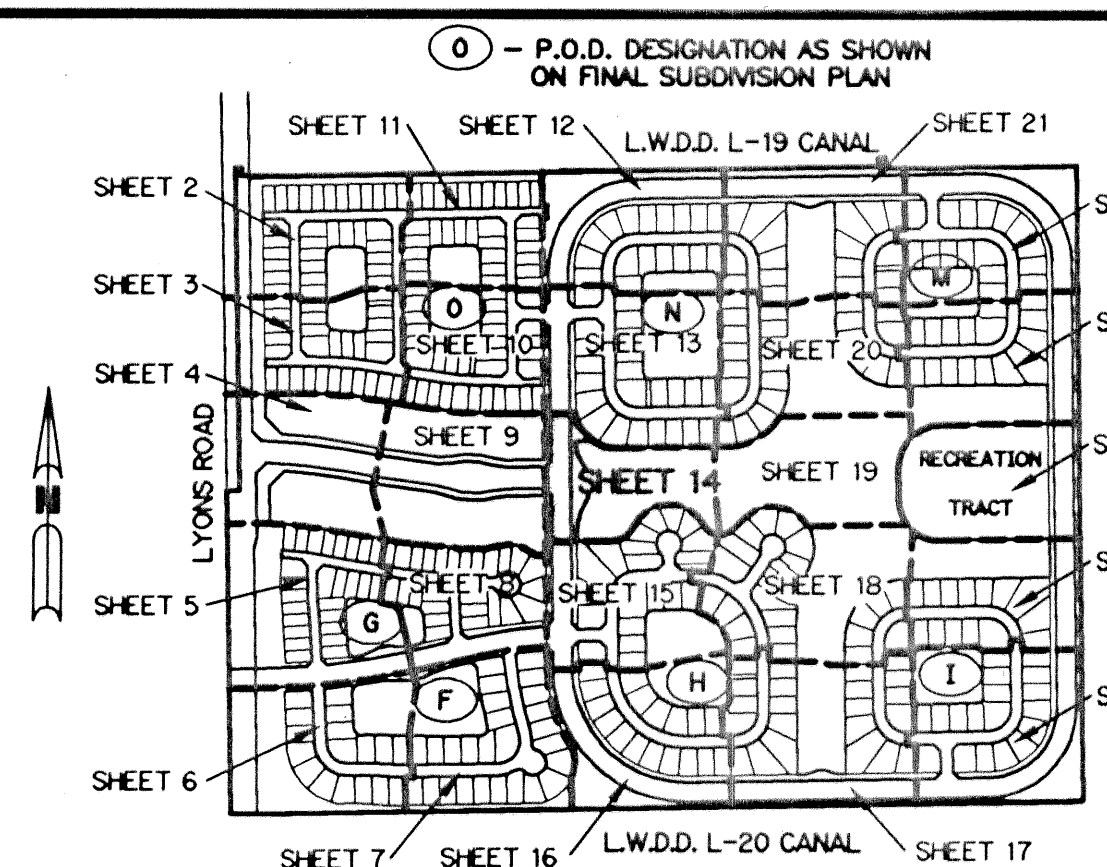 O - P.O.D. DESIGNATION AS SHOWN
ON FINAL SUBDIVISION PLAN
SHEET 11
SHEET 12
L.W.D.D. L-19 CANAL
SHEET 21
SHEET 2
S
M
SHEET 3
O
N
S
SHEET 10
SHEET 13
SHEET 20
SHEET 4
SHEET 9
S
LYONS ROAD
N
SHEET 14
SHEET 19
RECREATION
TRACT
SHEET 5
SHEET 8
SHEET 15
SHEET 18
S
G
F
H
I
S
SHEET 6
SHEET 7
SHEET 16
L.W.D.D. L-20 CANAL
SHEET 17